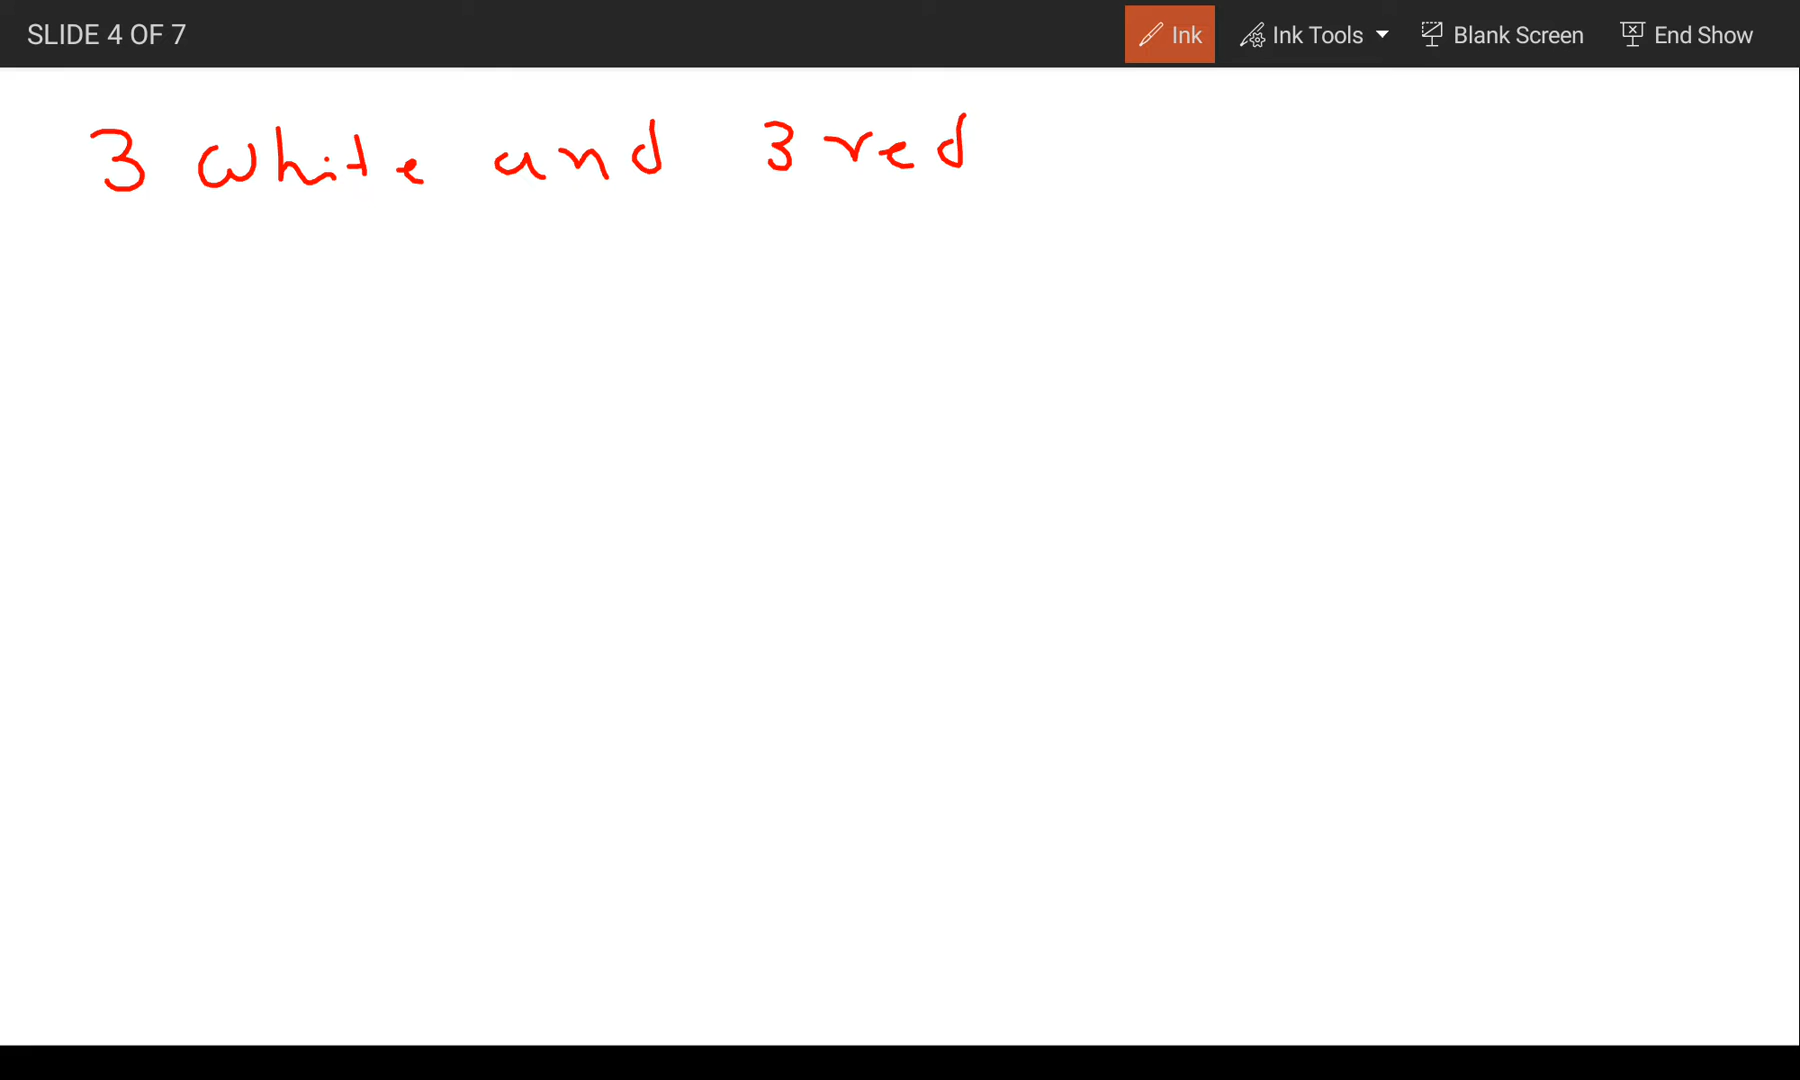 SLIDE 4 OF 7 Ink Ink Tools Blank Screen End Show
3 white and 3 red